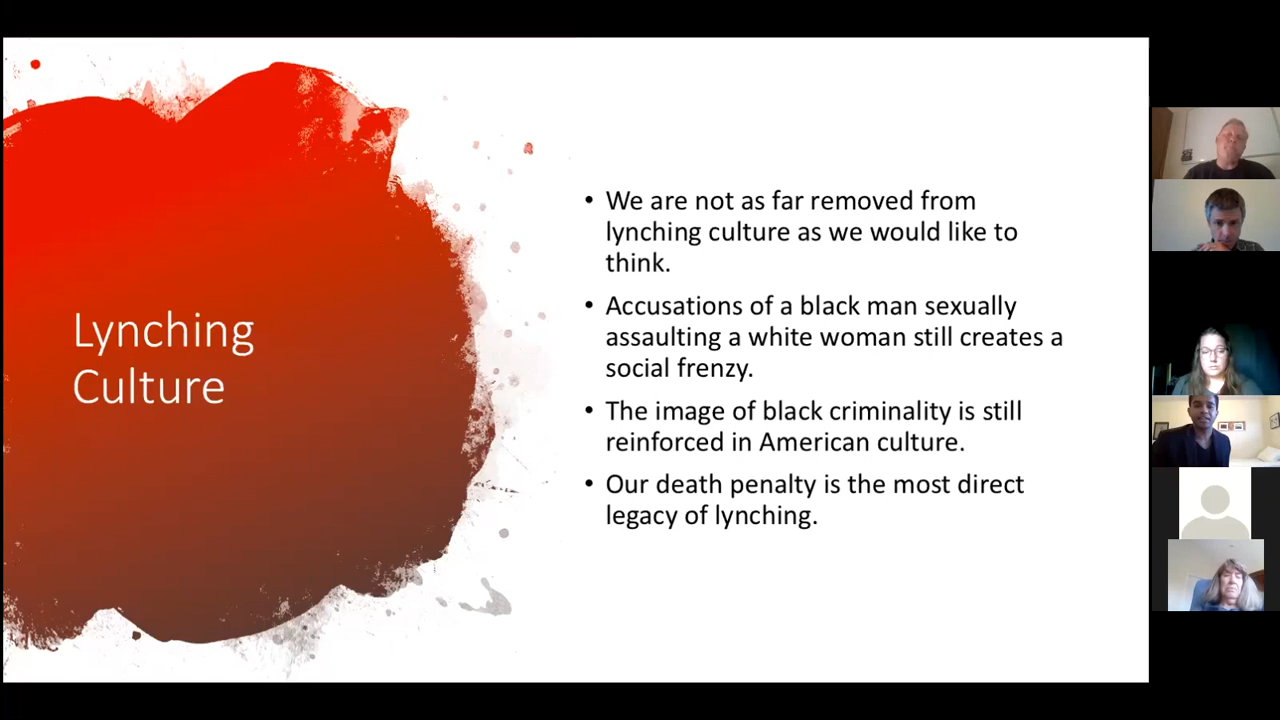 Lynching
Culture
• We are not as far removed from
lynching culture as we would like to
think.
• Accusations of a black man sexually
assaulting a white woman still creates a
social frenzy.
• The image of black criminality is still
reinforced in American culture.
• Our death penalty is the most direct
legacy of lynching.